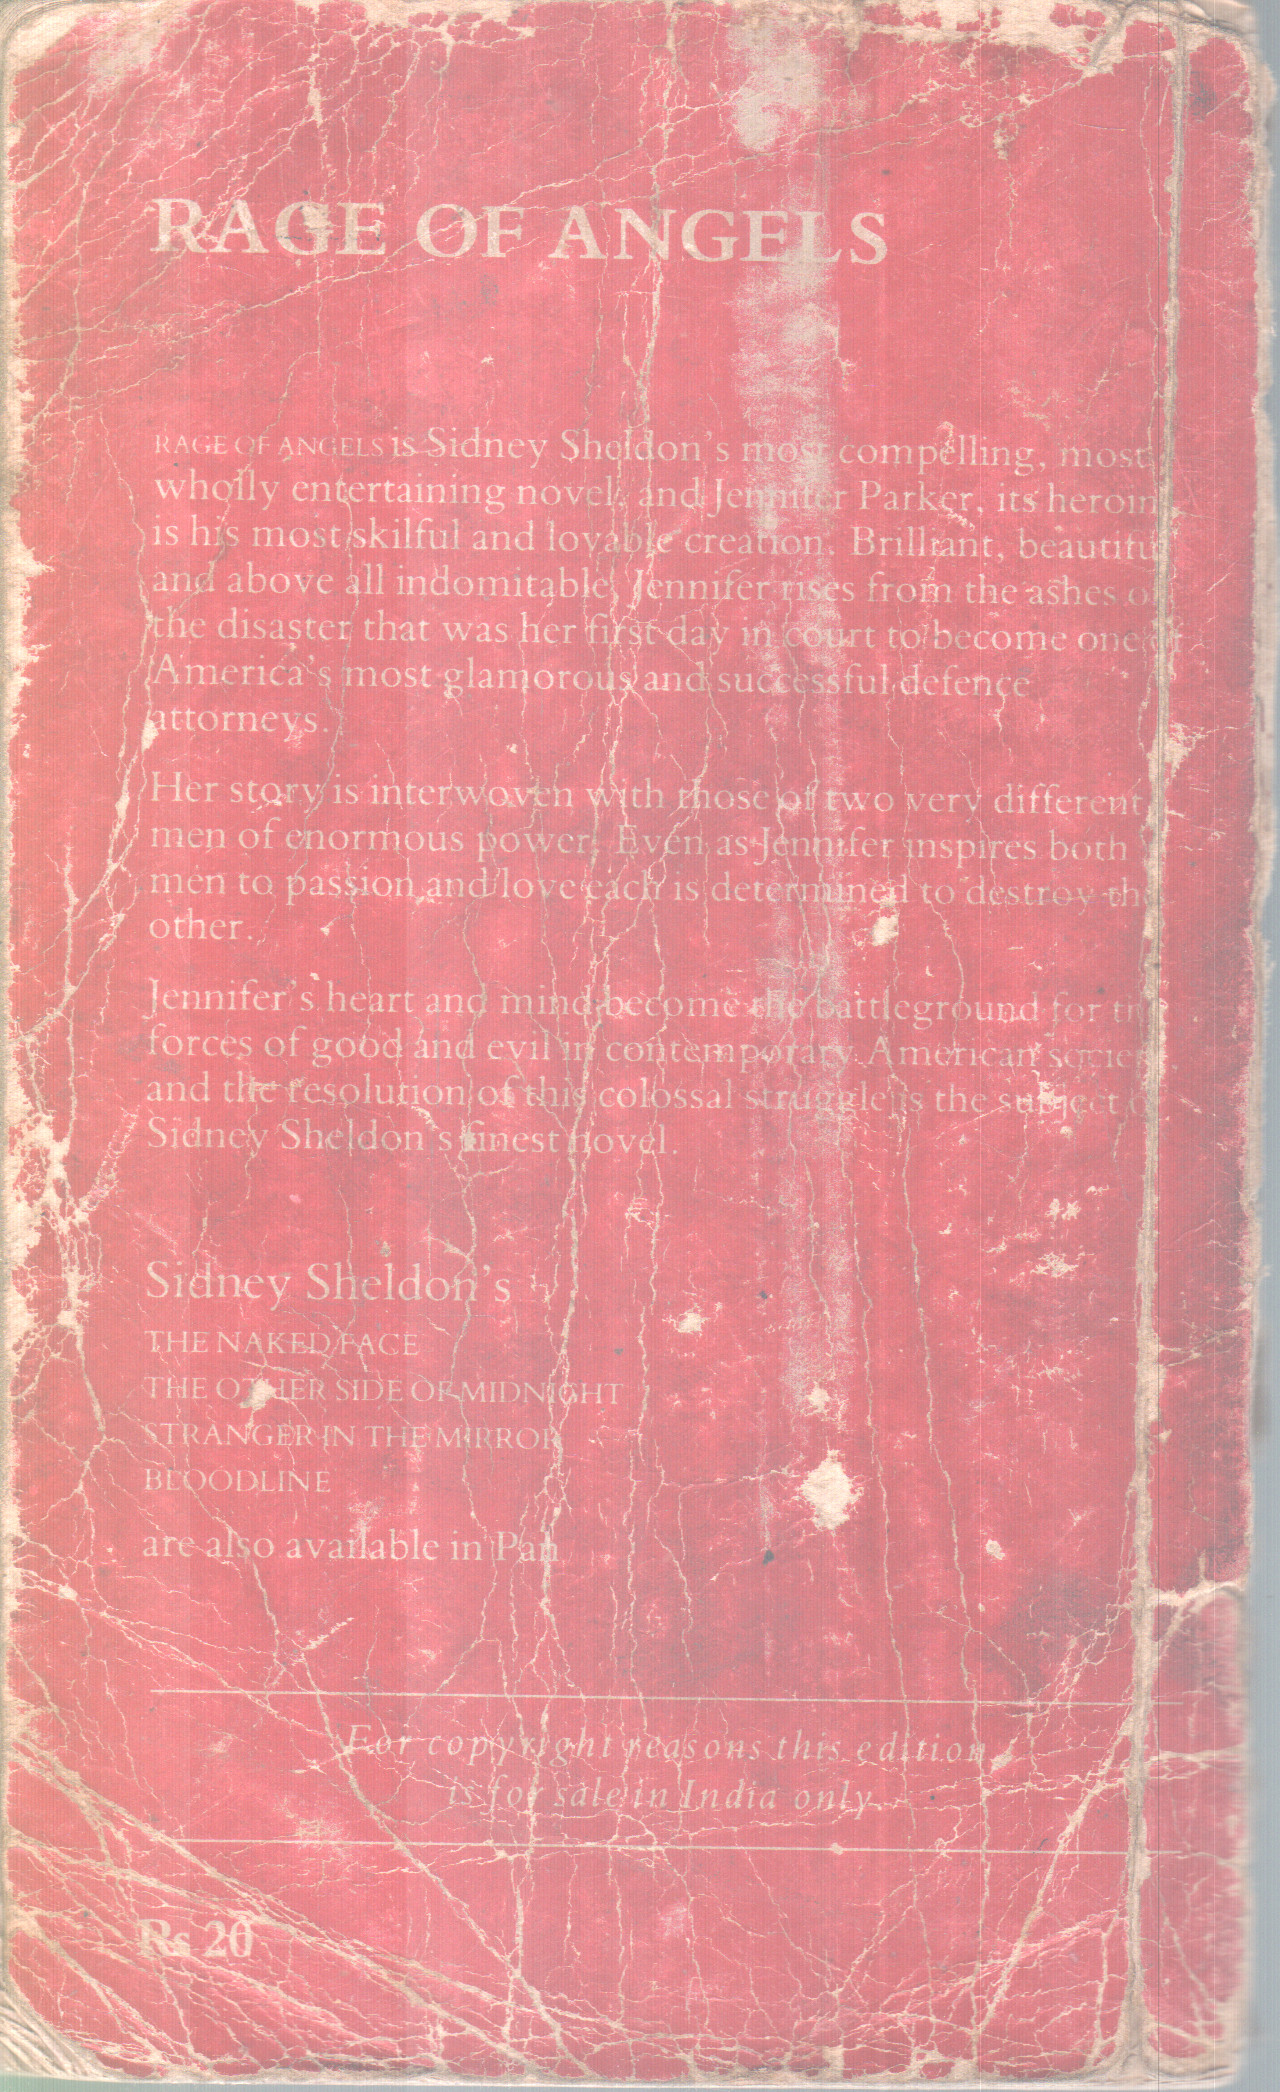 RAGE OF ANGELS
RAGE OF ANGELS is Sidney Sheldon's most compelling, most
wholly entertaining novel, and Jennifer Parker, its heroin
is his most skilful and lovable creation. Brilliant, beautifu
and above all indomitable, Jennifer rises from the ashes of
the disaster that was her first day in court to become one of
America's most glamorous and successful defence
attorneys.
Her story is interwoven with those of two very different
men of enormous power. Even as Jennifer inspires both
men to passion and love each is determined to destroy the
other.
Jennifer's heart and mind become the battleground for th
forces of good and evil in contemporary American societ
and the resolution of this colossal struggle is the subject o
Sidney Sheldon's finest novel.
Sidney Sheldon's
THE NAKED FACE
THE OTHER SIDE OF MIDNIGHT
STRANGER IN THE MIRROR
BLOODLINE
are also available in Pan
For copyright reasons this edition
is for sale in India only
Rs 20